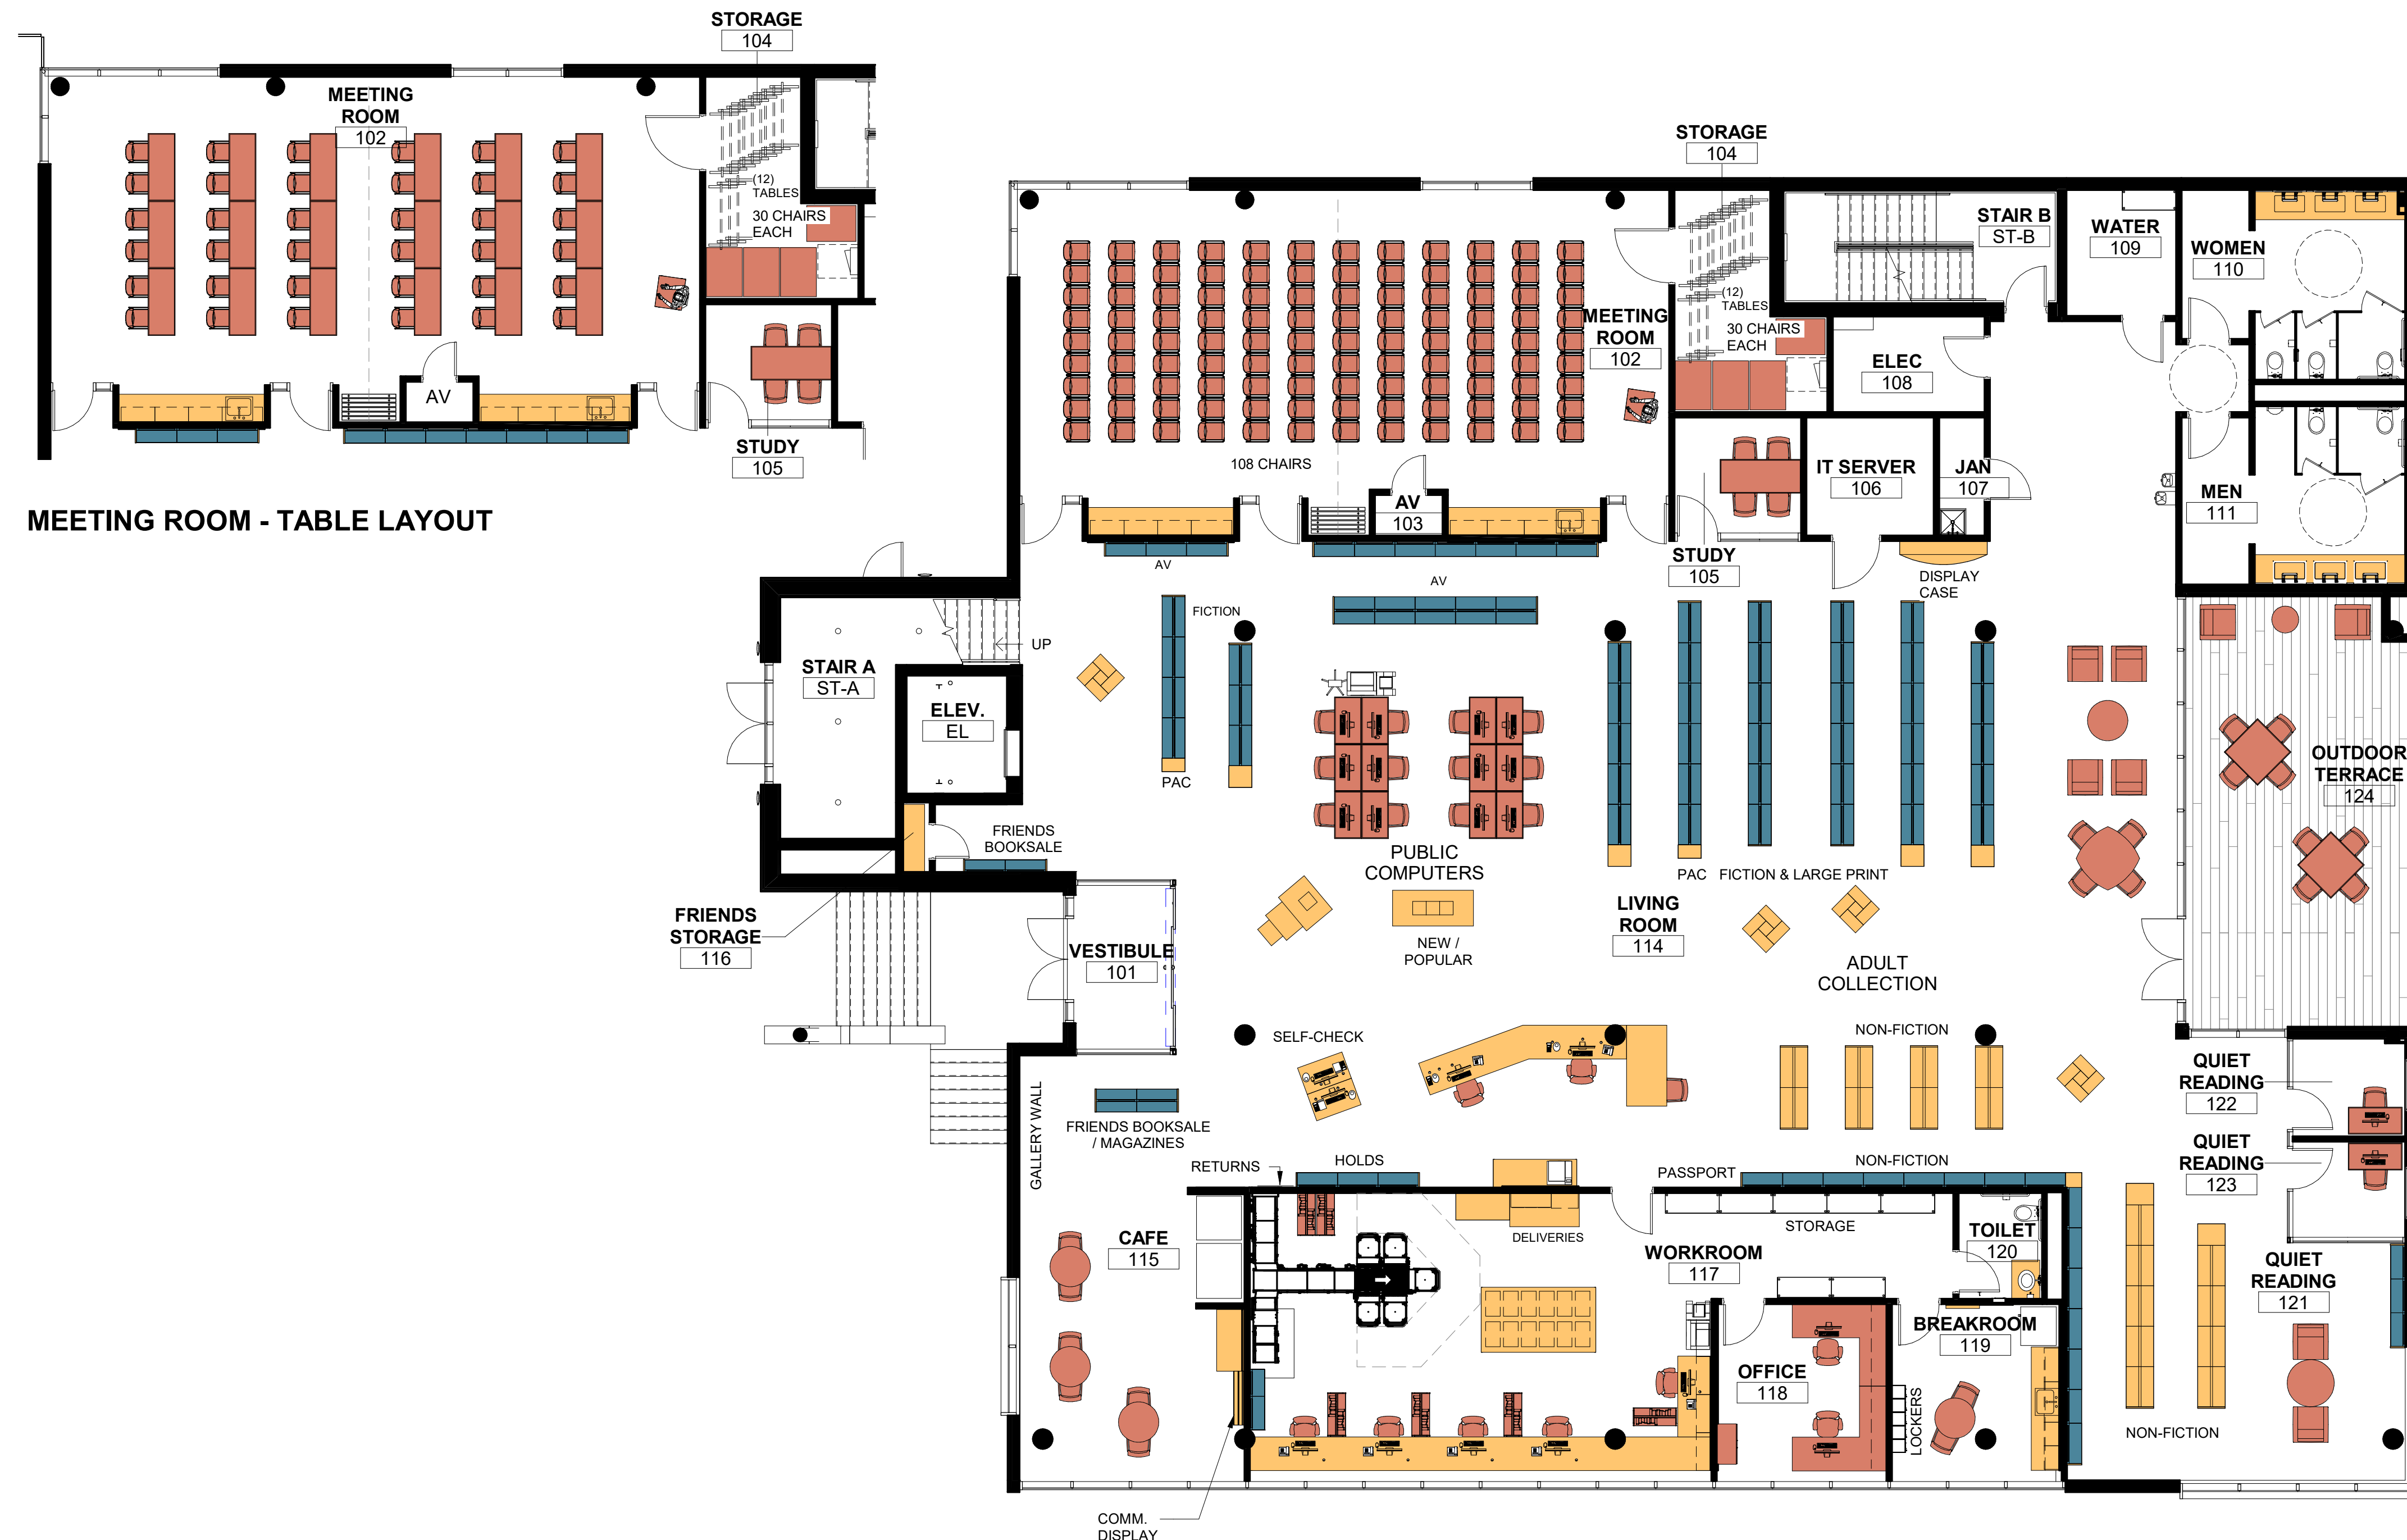 STORAGE
104
MEETING
ROOM
102
(12)
TABLES
30 CHAIRS
EACH
AV
STUDY
105
MEETING ROOM - TABLE LAYOUT
STORAGE
104
STAIR B
ST-B
WATER
109
WOMEN
110
(12)
TABLES
30 CHAIRS
EACH
MEETING
ROOM
102
ELEC
108
108 CHAIRS
AV
103
IT SERVER
106
JAN
107
MEN
111
STUDY
105
DISPLAY
CASE
AV
AV
FICTION
UP
STAIR A
ST-A
ELEV.
EL
PAC
FRIENDS
BOOKSALE
PUBLIC
COMPUTERS
PAC
FICTION & LARGE PRINT
OUTDOOR
TERRACE
124
FRIENDS
STORAGE
116
VESTIBULE
101
NEW /
POPULAR
LIVING
ROOM
114
ADULT
COLLECTION
SELF-CHECK
NON-FICTION
GALLERY WALL
FRIENDS BOOKSALE
/ MAGAZINES
QUIET
READING
122
QUIET
READING
123
RETURNS
HOLDS
PASSPORT
NON-FICTION
CAFE
115
DELIVERIES
STORAGE
WORKROOM
117
TOILET
120
QUIET
READING
121
BREAKROOM
119
OFFICE
118
LOCKERS
NON-FICTION
COMM.
DISPLAY